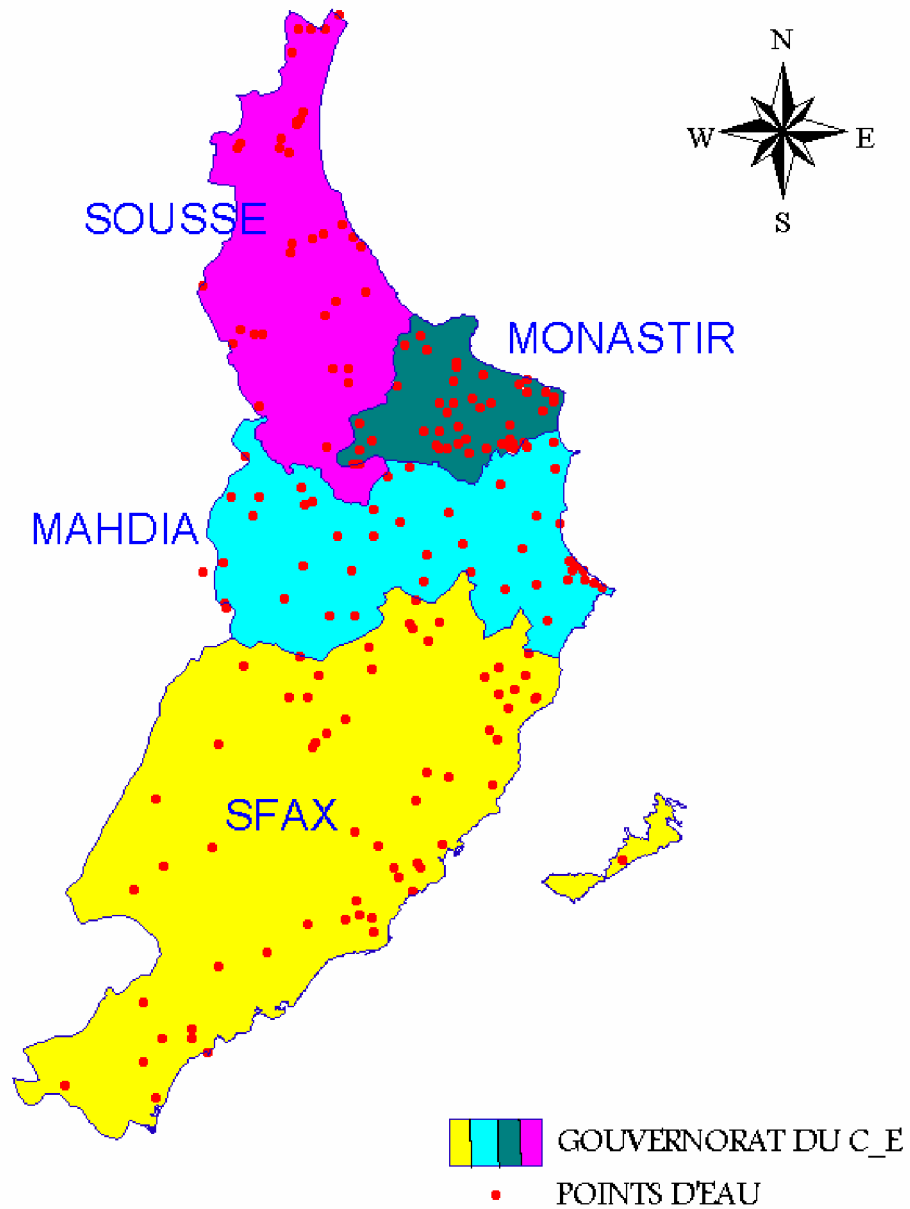 N
W E
S
SOUSSE
MONASTIR
MAHDIA
SFAX
GOUVERNORAT DU C_E
POINTS D'EAU